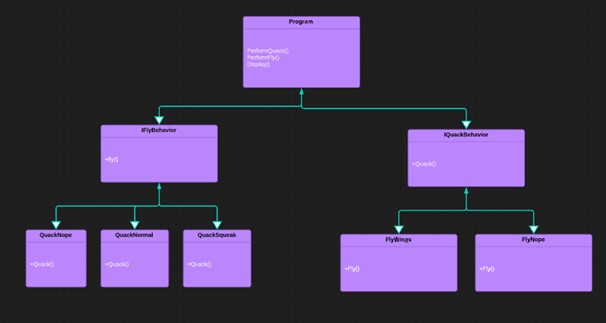 Program
PerformQuack()
PerformFly()
Display()
IFlyBehavior
+fly()
IQuackBehavior
+Quack()
QuackNope
+Quack()
QuackNormal
+Quack()
QuackSqueak
+Quack()
FlyWings
+Fly()
FlyNope
+Fly()